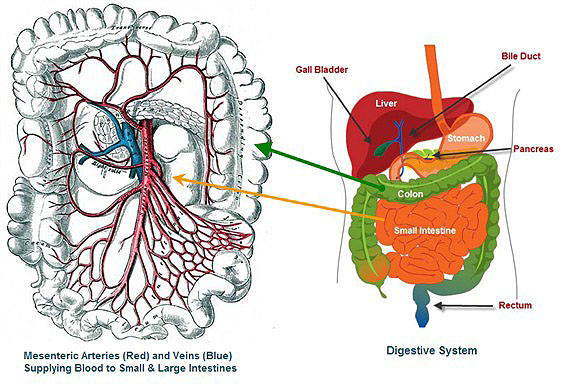 Gall Bladder
Bile Duct
Liver
Stomach
Pancreas
Colon
Small Intestine
Rectum
Mesenteric Arteries (Red) and Veins (Blue)
Supplying Blood to Small & Large Intestines
Digestive System